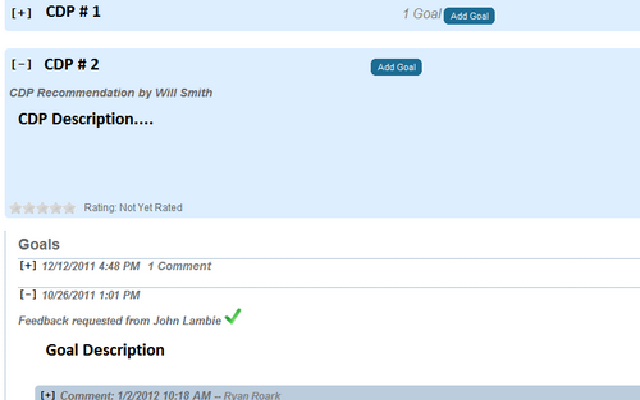 [+] CDP # 1 1 Goal Add Goal
[-] CDP # 2 Add Goal
CDP Recommendation by Will Smith
CDP Description....
Rating: Not Yet Rated
Goals
[+] 12/12/2011 4:48 PM 1 Comment
[-] 10/26/2011 1:01 PM
Feedback requested from John Lambie
Goal Description
[+] Comment: 1/2/2012 10:18 AM – Ryan Roark